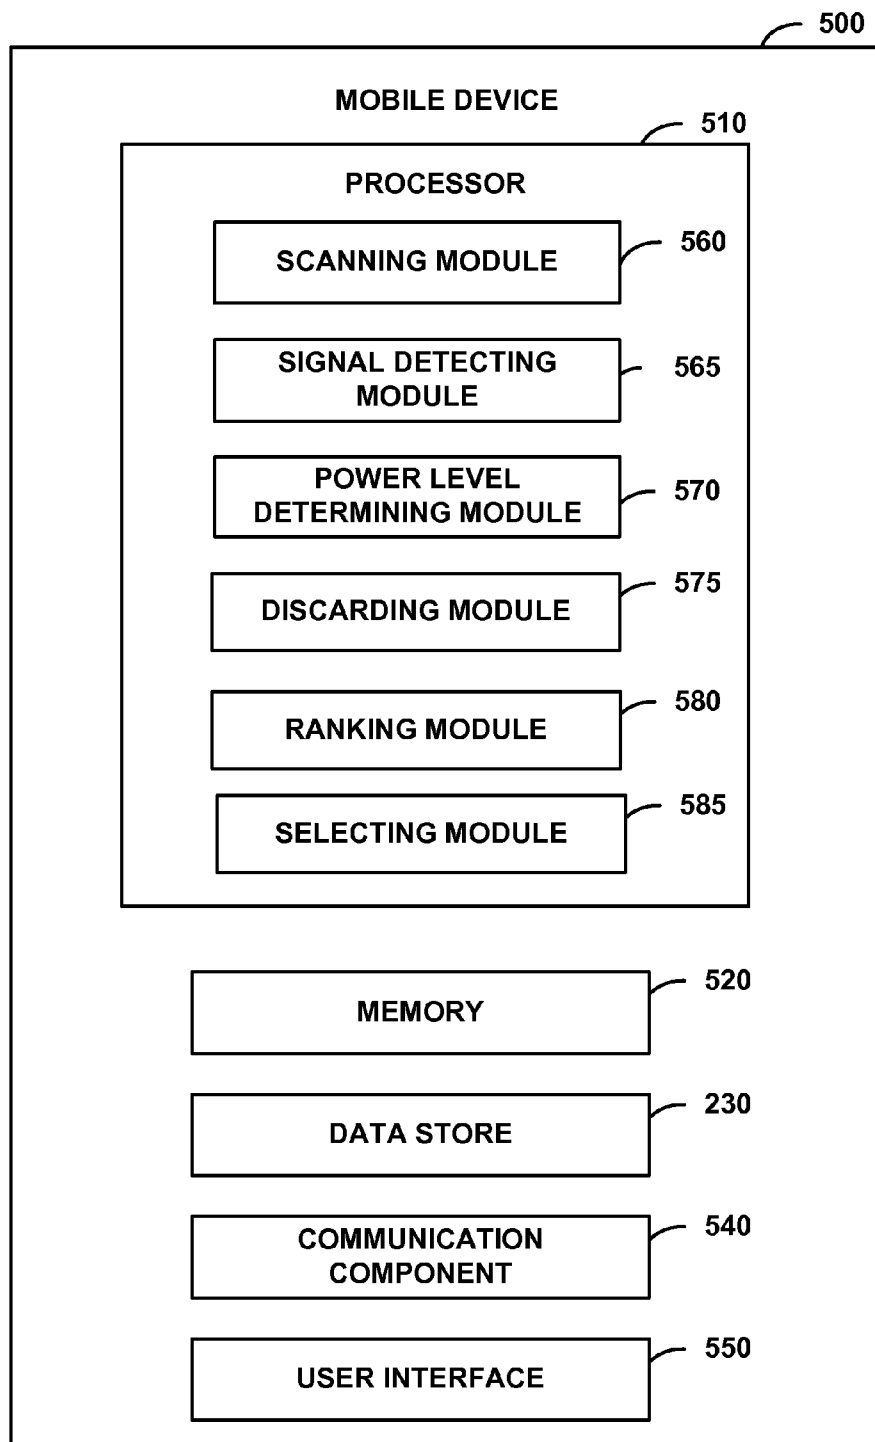 500
MOBILE DEVICE
510
PROCESSOR
SCANNING MODULE
560
SIGNAL DETECTING
MODULE
565
POWER LEVEL
DETERMINING MODULE
570
DISCARDING MODULE
575
RANKING MODULE
580
SELECTING MODULE
585
MEMORY
520
DATA STORE
230
COMMUNICATION
COMPONENT
540
USER INTERFACE
550